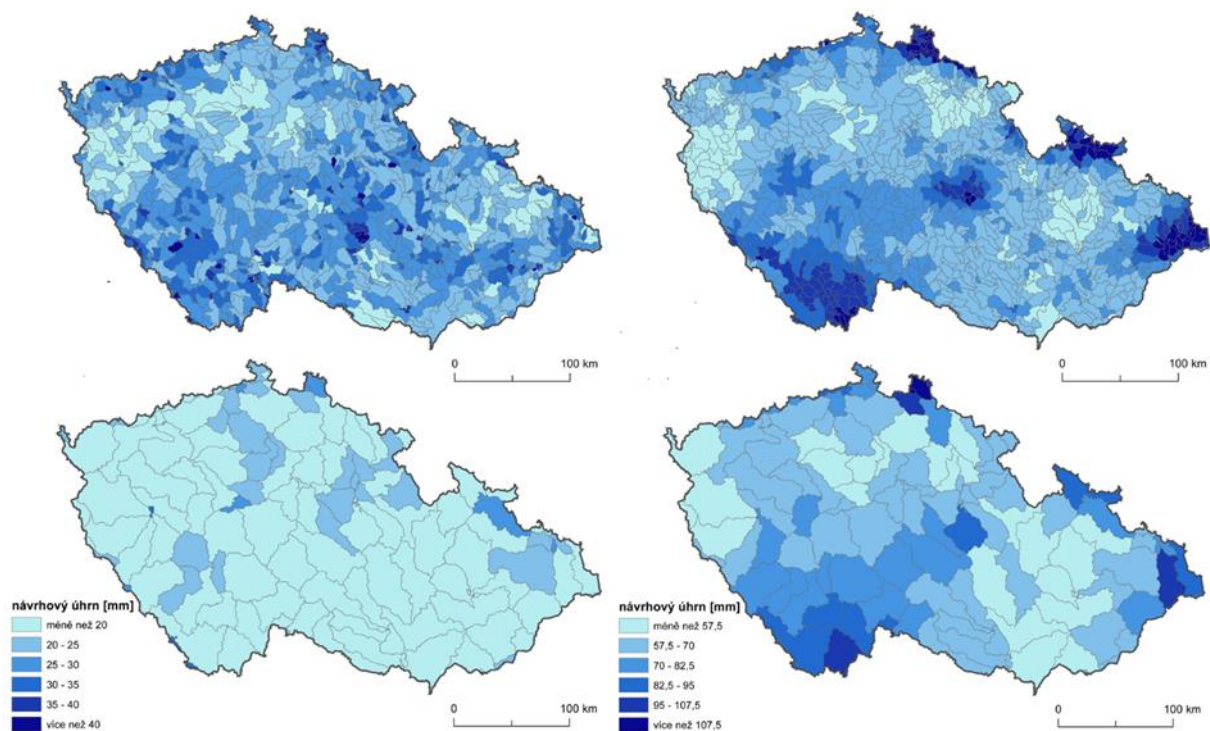 0 100 km
0 100 km
návrhový úhrn [mm]
méně než 20
20 - 25
25 - 30
30 - 35
35 - 40
více než 40
0 100 km
návrhový úhrn [mm]
méně než 57,5
57,5 - 70
70 - 82,5
82,5 - 95
95 - 107,5
více než 107,5
0 100 km